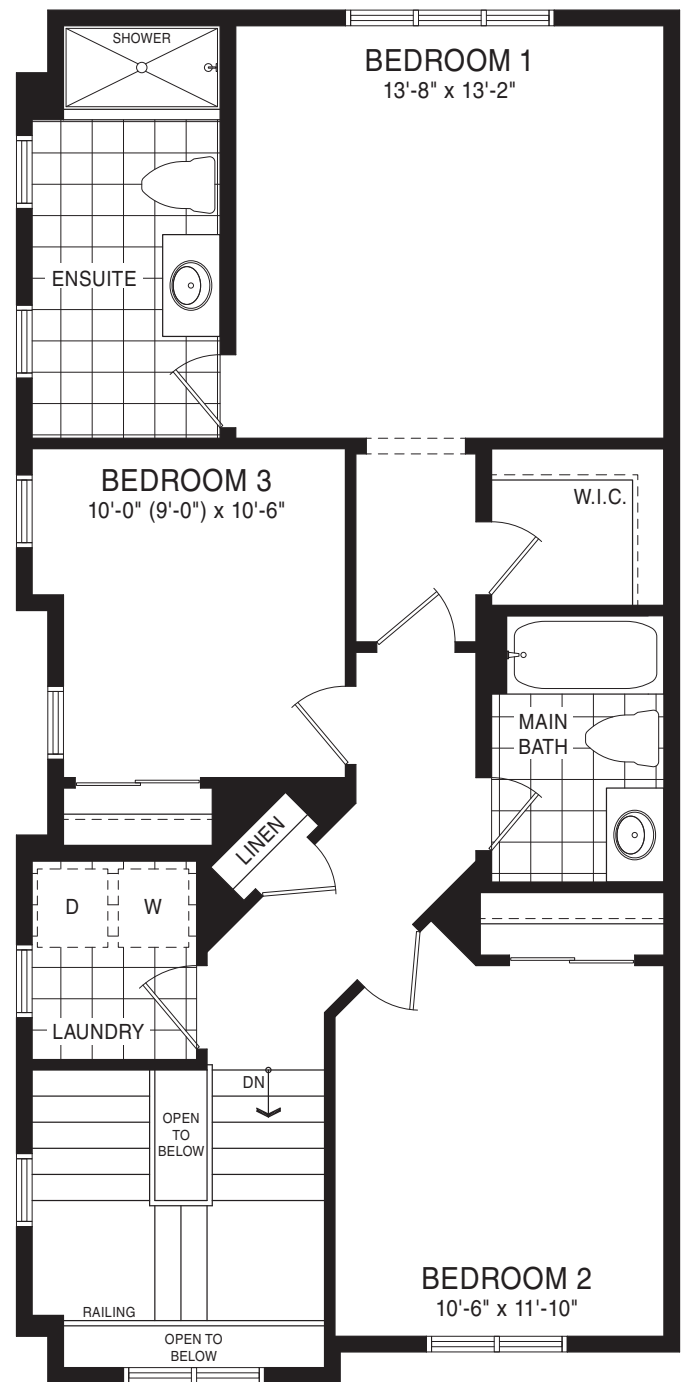 SHOWER
BEDROOM 1
13'-8" x 13'-2"
ENSUITE
BEDROOM 3
10'-0" (9'-0") x 10'-6"
W.I.C.
MAIN
BATH
LINEN
D
W
LAUNDRY
DN
OPEN
TO
BELOW
BEDROOM 2
10'-6" x 11'-10"
RAILING
OPEN TO
BELOW